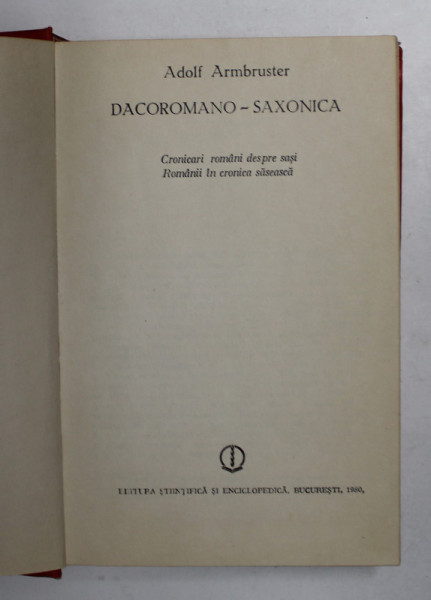 Adolf Armbruster
DACOROMANO – SAXONICA
Cronicari români despre sași
Românii în cronica săsească
EDITURA ȘTIINȚIFICĂ ȘI ENCICLOPEDICĂ, BUCUREȘTI, 1980,